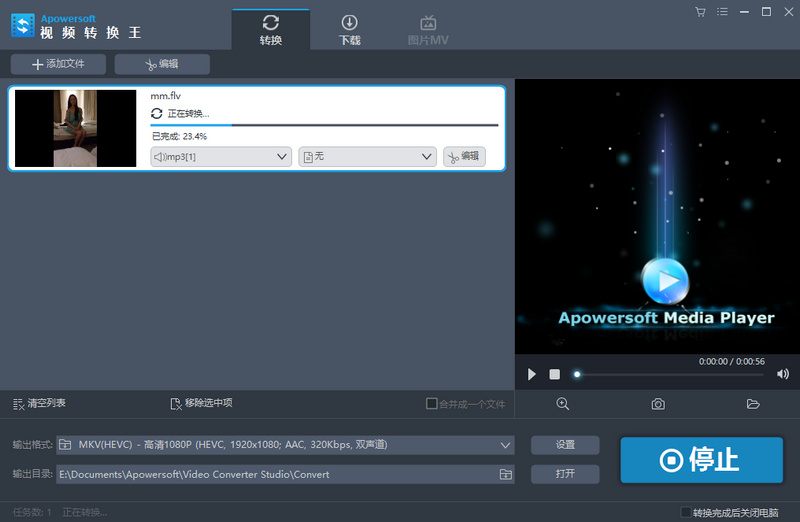 Apowersoft
视频转换王
转换
下载
图片MV
添加文件
编辑
mm.flv
正在转换...
已完成: 23.4%
mp3[1]
无
编辑
Apowersoft Media Player
0:00:00 / 0:00:56
清空列表
移除选中项
合并成一个文件
输出格式:
MKV(HEVC) - 高清1080P (HEVC, 1920x1080; AAC, 320Kbps, 双声道)
设置
停止
输出目录:
E:\Documents\Apowersoft\Video Converter Studio\Convert
打开
任务数: 1 正在转换...
转换完成后关闭电脑